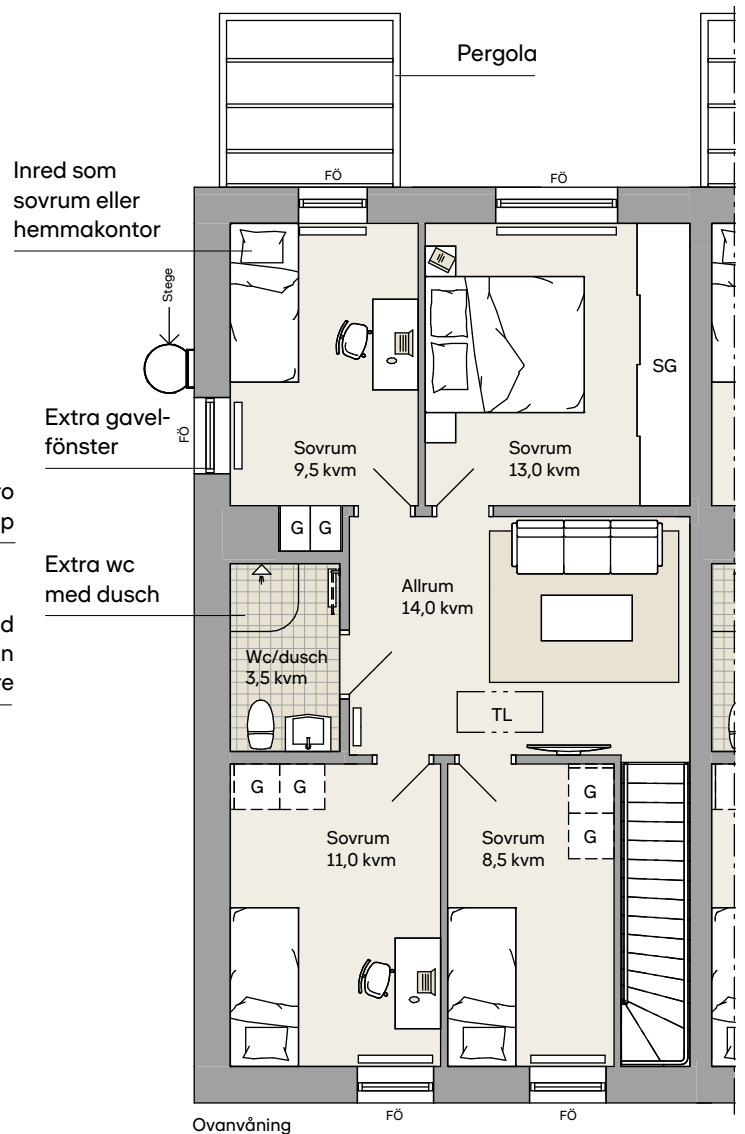 Pergola
Inred som
sovrum eller
hemmakontor
FÖ
FÖ
Stege
SG
Extra gavel-
fönster
FÖ
Sovrum
9,5 kvm
Sovrum
13,0 kvm
ro
p
G G
Extra wc
med dusch
Allrum
14,0 kvm
d
n
re
Wc/dusch
3,5 kvm
TL
G G
G
G
Sovrum
11,0 kvm
Sovrum
8,5 kvm
FÖ
FÖ
Ovanvåning